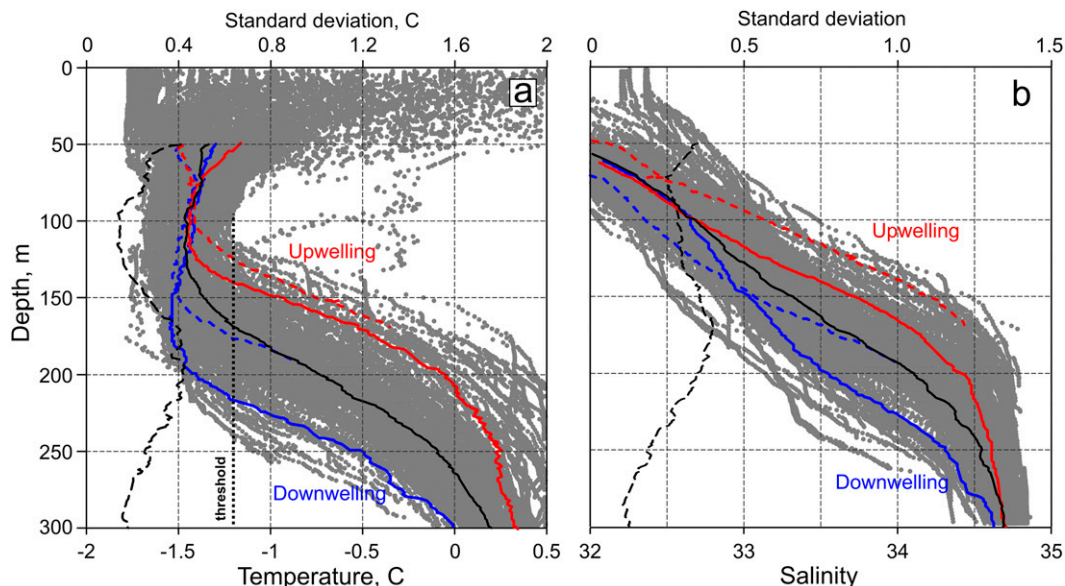 Standard deviation, C
Standard deviation
0 0.4 0.8 1.2 1.6 2
0 0.5 1 1.5
a
b
Depth, m
0
50
100
150
200
250
300
Upwelling
Upwelling
threshold
Downwelling
Downwelling
-2 -1.5 -1 -0.5 0 0.5
32 33 34 35
Temperature, C
Salinity